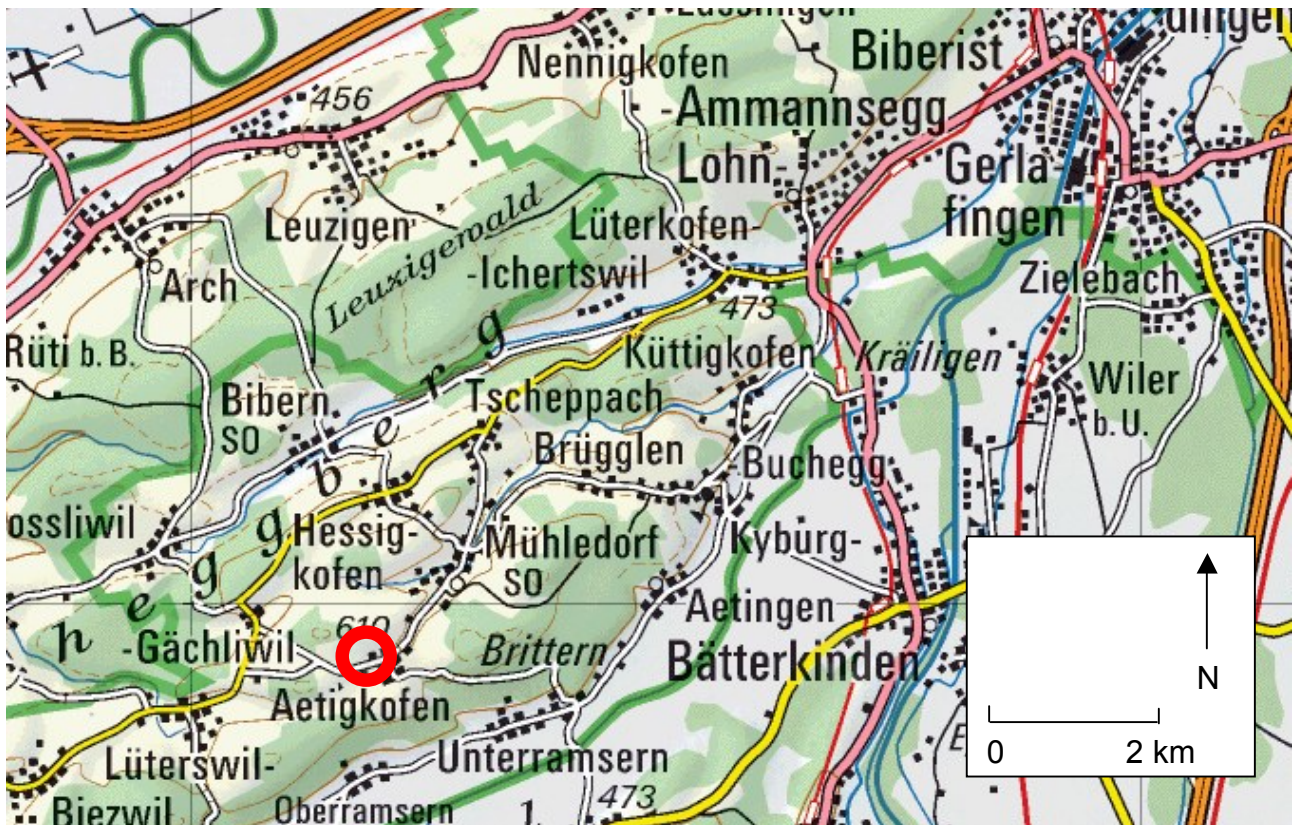 Nennigkofen
Biberist
456
-Ammannsegg
Lohn-
Gerla-
fingen
Leuzigen
Leuzigerwald
Lüterkofen-
-Ichertswil
Arch
Zielebach
473
Rüti b. B.
Küttigkofen
Kräiligen
Wiler
b. U.
Bibern
SO
Tscheppach
Brügglen
-Buchegg
ossliwil
Hessig-
kofen
Mühledorf
SO
Kyburg-
h e g g b e r g
Aetingen
610
-Gächliwil
Brittern
Bätterkinden
Aetigkofen
N
Unterramsern
0 2 km
Lüterswil-
Biezwil
Oberramsern
473